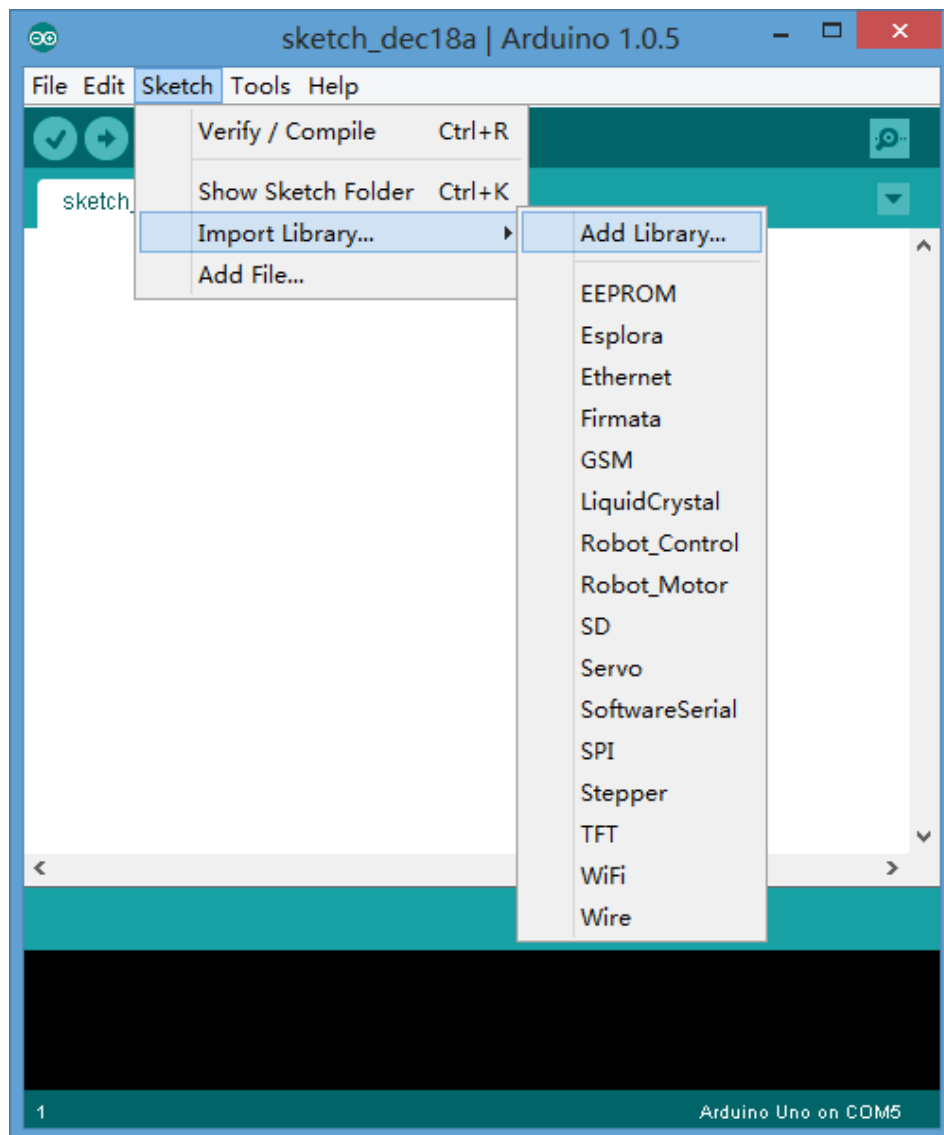 sketch_dec18a | Arduino 1.0.5
File Edit Sketch Tools Help
Verify / Compile Ctrl+R
sketch_
Show Sketch Folder Ctrl+K
Import Library...
Add File...
Add Library...
EEPROM
Esplora
Ethernet
Firmata
GSM
LiquidCrystal
Robot_Control
Robot_Motor
SD
Servo
SoftwareSerial
SPI
Stepper
TFT
WiFi
Wire
1 Arduino Uno on COM5